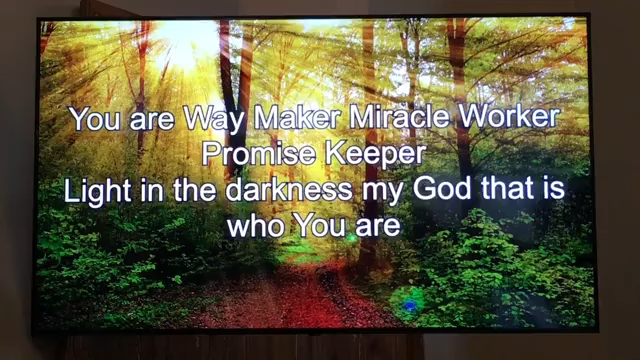 You are Way Maker Miracle Worker
Promise Keeper
Light in the darkness my God that is
who You are